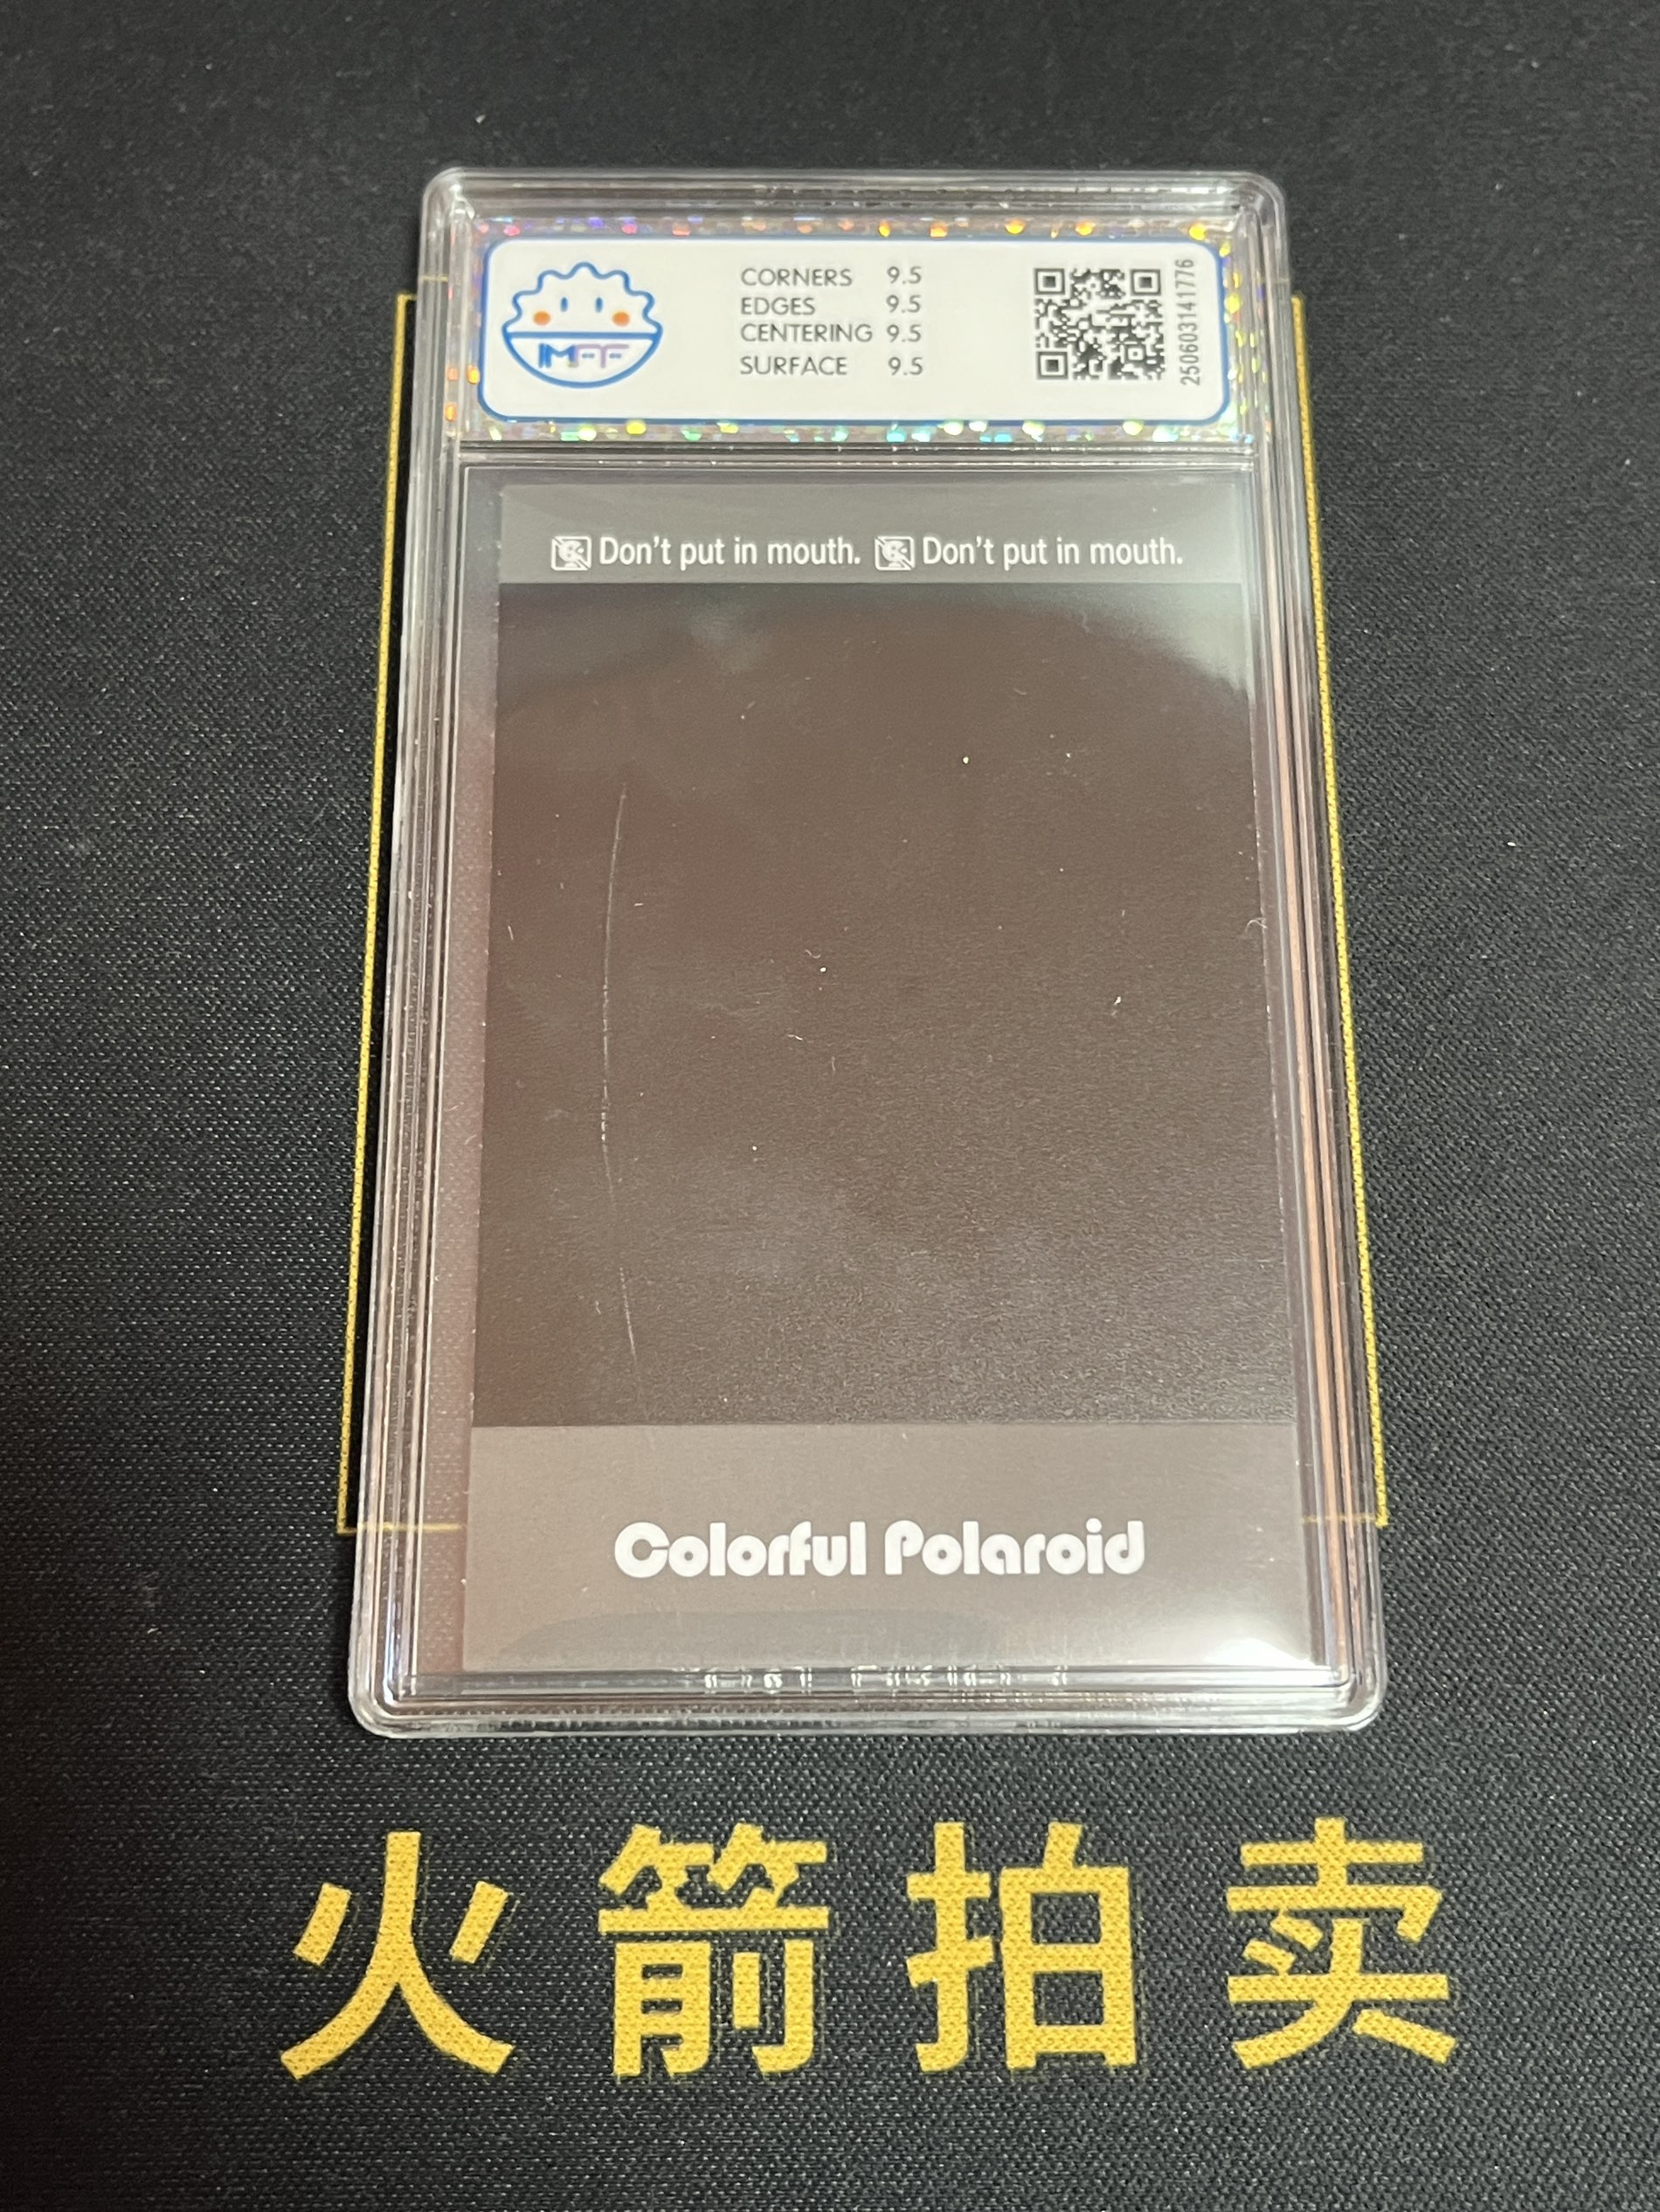 CORNERS 9.5
EDGES 9.5
CENTERING 9.5
SURFACE 9.5
250603141776
Don't put in mouth. Don't put in mouth.
Colorful Polaroid
火箭拍卖